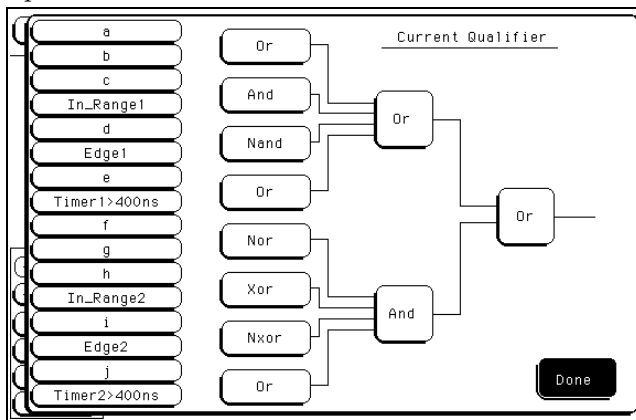 Current Qualifier
a
b
c
In_Range1
d
Edge1
e
Timer1>400ns
f
g
h
In_Range2
i
Edge2
j
Timer2>400ns
Or
And
Nand
Or
Nor
Xor
Nxor
Or
Or
And
Or
Done